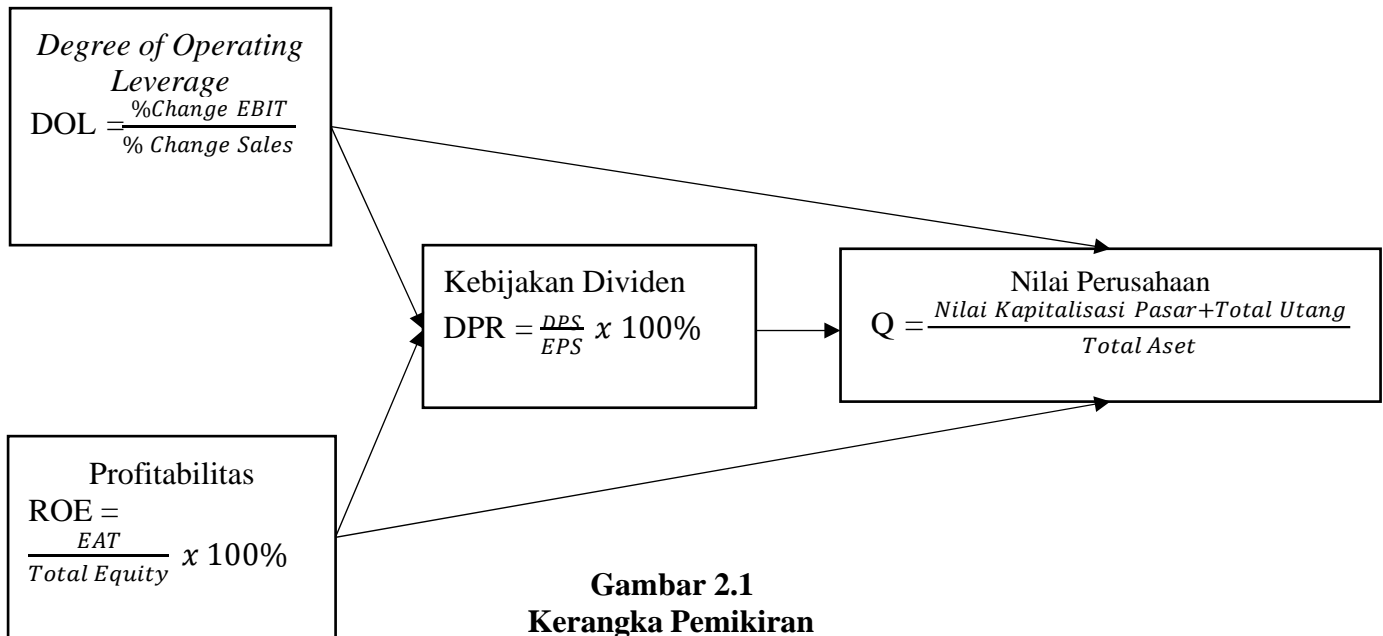 Degree of Operating
Leverage
DOL = %Change EBIT / % Change Sales
Kebijakan Dividen
DPR = DPS / EPS x 100%
Nilai Perusahaan
Q = Nilai Kapitalisasi Pasar+Total Utang / Total Aset
Profitabilitas
ROE =
EAT / Total Equity x 100%
Gambar 2.1
Kerangka Pemikiran